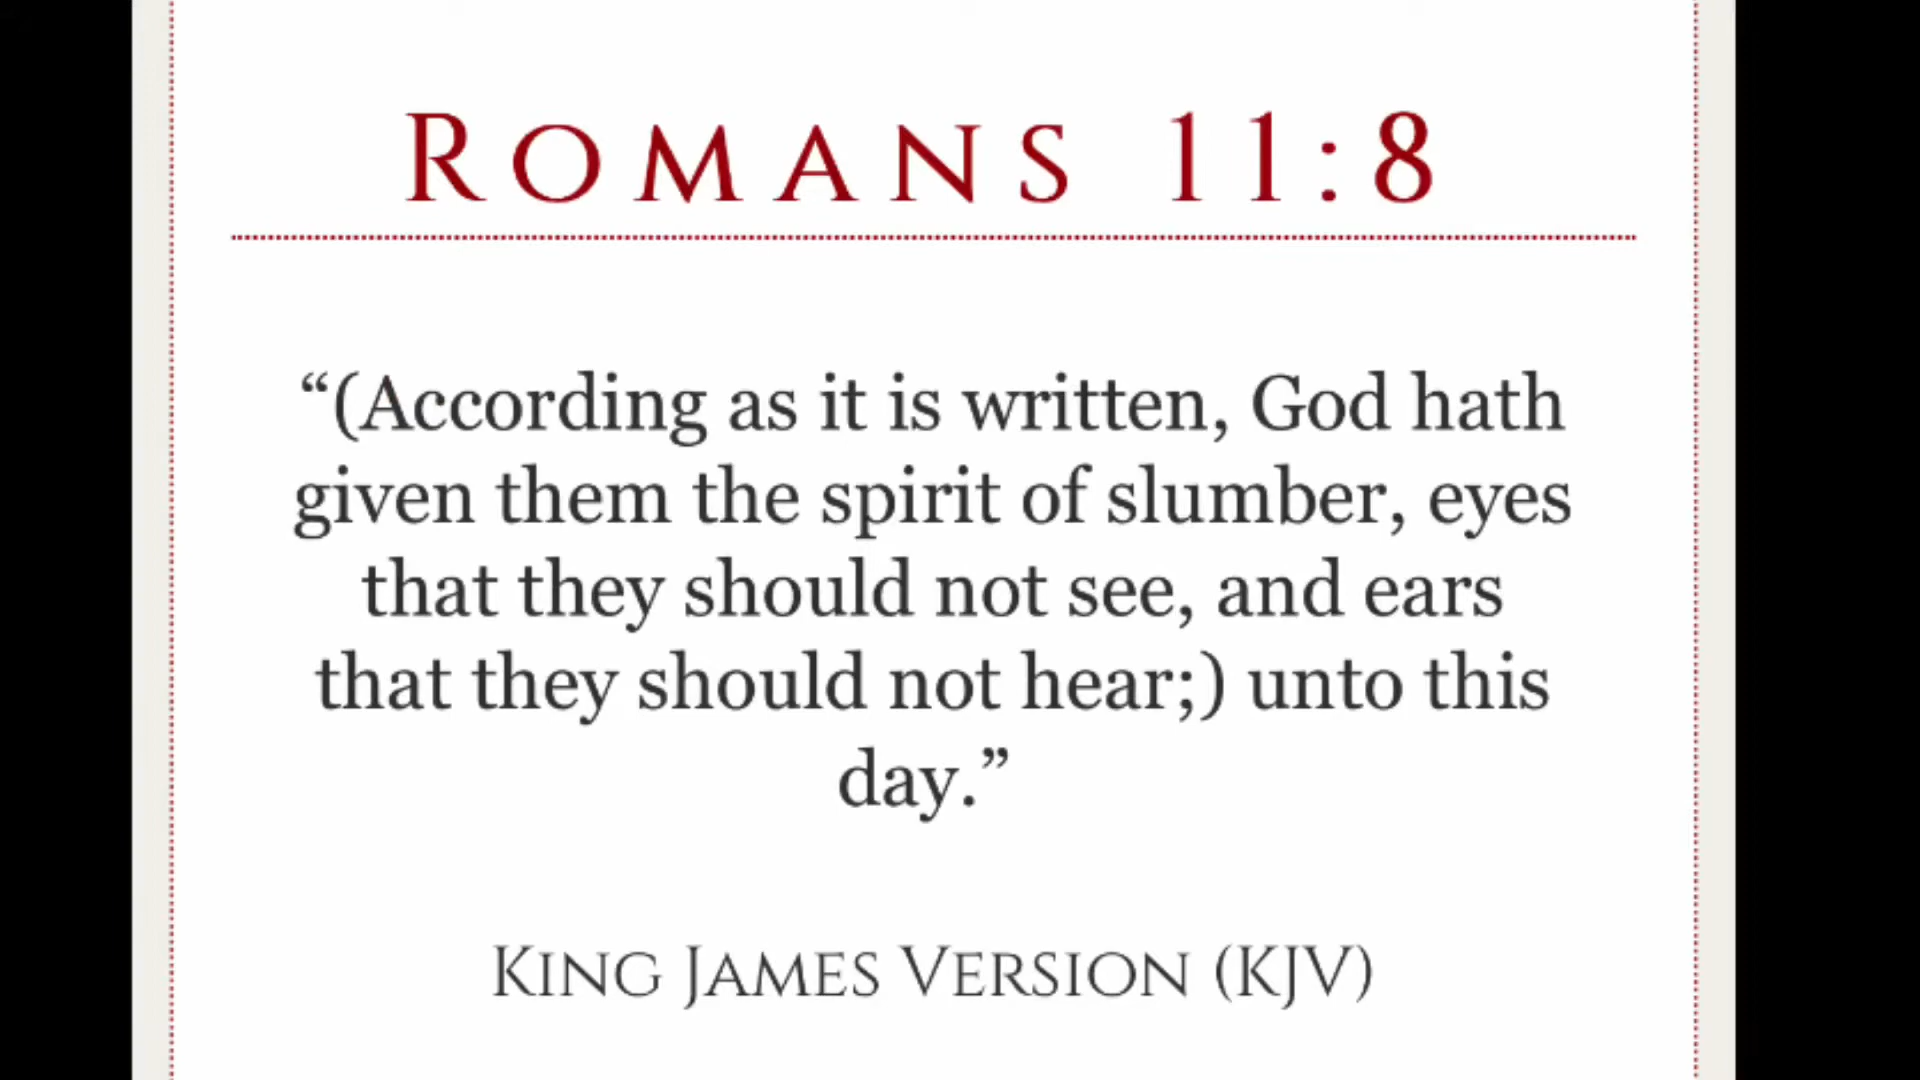 ROMANS 11:8
“(According as it is written, God hath
given them the spirit of slumber, eyes
that they should not see, and ears
that they should not hear;) unto this
day.”
KING JAMES VERSION (KJV)